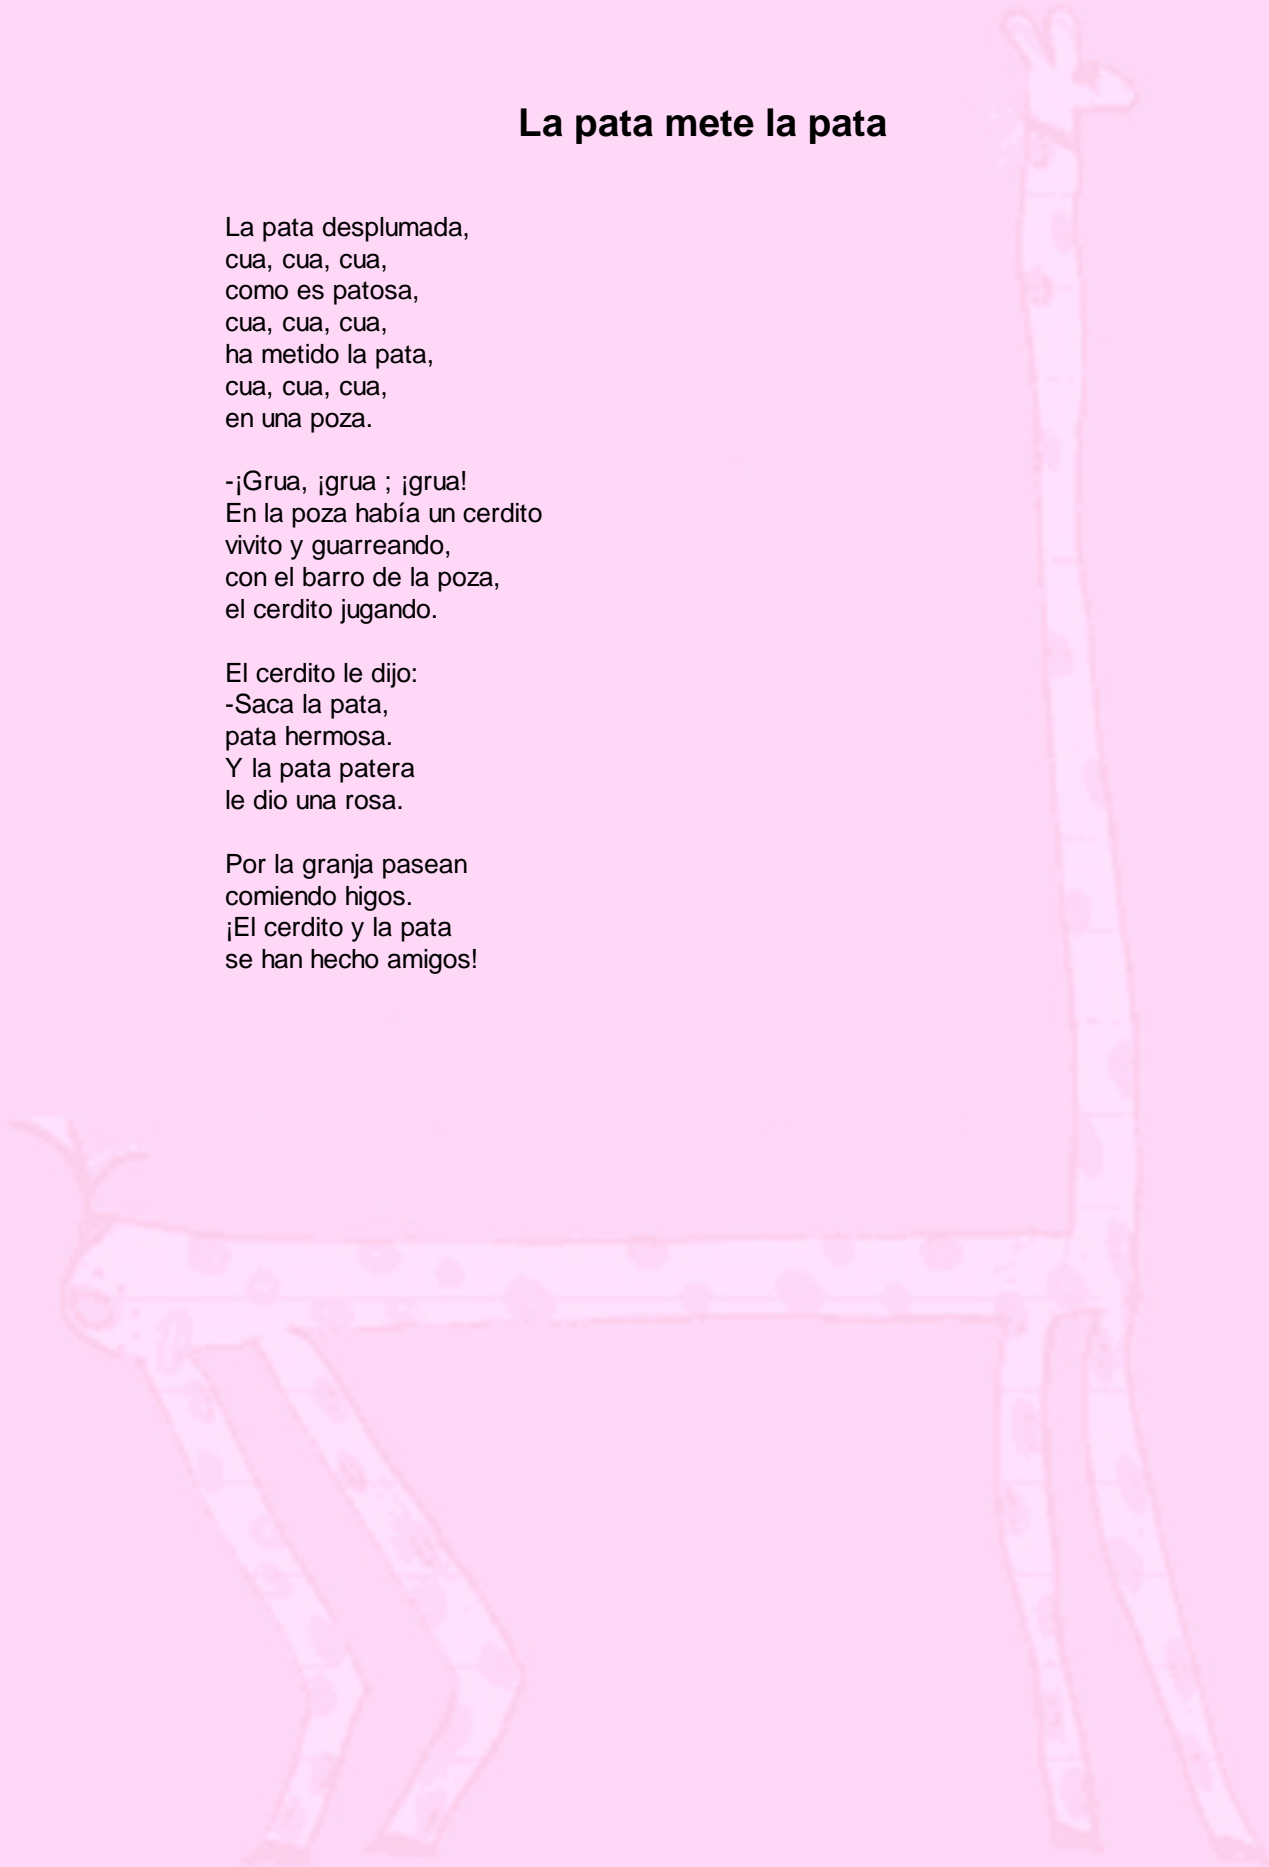 La pata mete la pata
La pata desplumada,
cua, cua, cua,
como es patosa,
cua, cua, cua,
ha metido la pata,
cua, cua, cua,
en una poza.
-¡Grua, ¡grua ; ¡grua!
En la poza había un cerdito
vivito y guarreando,
con el barro de la poza,
el cerdito jugando.
El cerdito le dijo:
-Saca la pata,
pata hermosa.
Y la pata patera
le dio una rosa.
Por la granja pasean
comiendo higos.
¡El cerdito y la pata
se han hecho amigos!